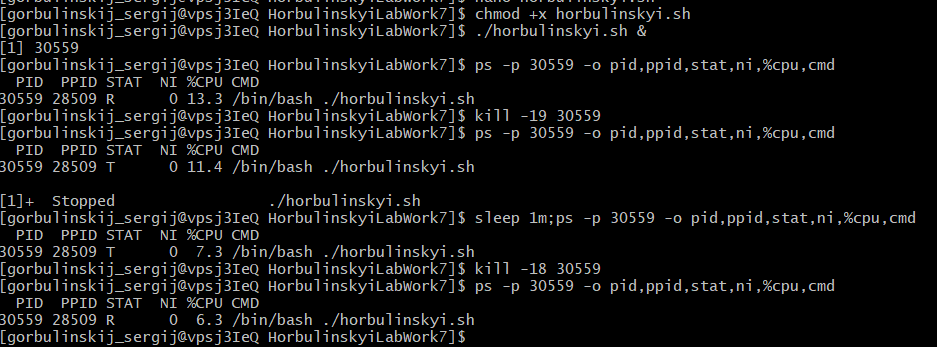 [gorbulinskij_sergij@vpsj3IeQ HorbulinskyiLabWork7]$ nano horbulinskyi.sh
[gorbulinskij_sergij@vpsj3IeQ HorbulinskyiLabWork7]$ chmod +x horbulinskyi.sh
[gorbulinskij_sergij@vpsj3IeQ HorbulinskyiLabWork7]$ ./horbulinskyi.sh &
[1] 30559
[gorbulinskij_sergij@vpsj3IeQ HorbulinskyiLabWork7]$ ps -p 30559 -o pid,ppid,stat,ni,%cpu,cmd
  PID  PPID STAT  NI %CPU CMD
30559 28509 R      0 13.3 /bin/bash ./horbulinskyi.sh
[gorbulinskij_sergij@vpsj3IeQ HorbulinskyiLabWork7]$ kill -19 30559
[gorbulinskij_sergij@vpsj3IeQ HorbulinskyiLabWork7]$ ps -p 30559 -o pid,ppid,stat,ni,%cpu,cmd
  PID  PPID STAT  NI %CPU CMD
30559 28509 T      0 11.4 /bin/bash ./horbulinskyi.sh

[1]+  Stopped                 ./horbulinskyi.sh
[gorbulinskij_sergij@vpsj3IeQ HorbulinskyiLabWork7]$ sleep 1m;ps -p 30559 -o pid,ppid,stat,ni,%cpu,cmd
  PID  PPID STAT  NI %CPU CMD
30559 28509 T      0  7.3 /bin/bash ./horbulinskyi.sh
[gorbulinskij_sergij@vpsj3IeQ HorbulinskyiLabWork7]$ kill -18 30559
[gorbulinskij_sergij@vpsj3IeQ HorbulinskyiLabWork7]$ ps -p 30559 -o pid,ppid,stat,ni,%cpu,cmd
  PID  PPID STAT  NI %CPU CMD
30559 28509 R      0  6.3 /bin/bash ./horbulinskyi.sh
[gorbulinskij_sergij@vpsj3IeQ HorbulinskyiLabWork7]$